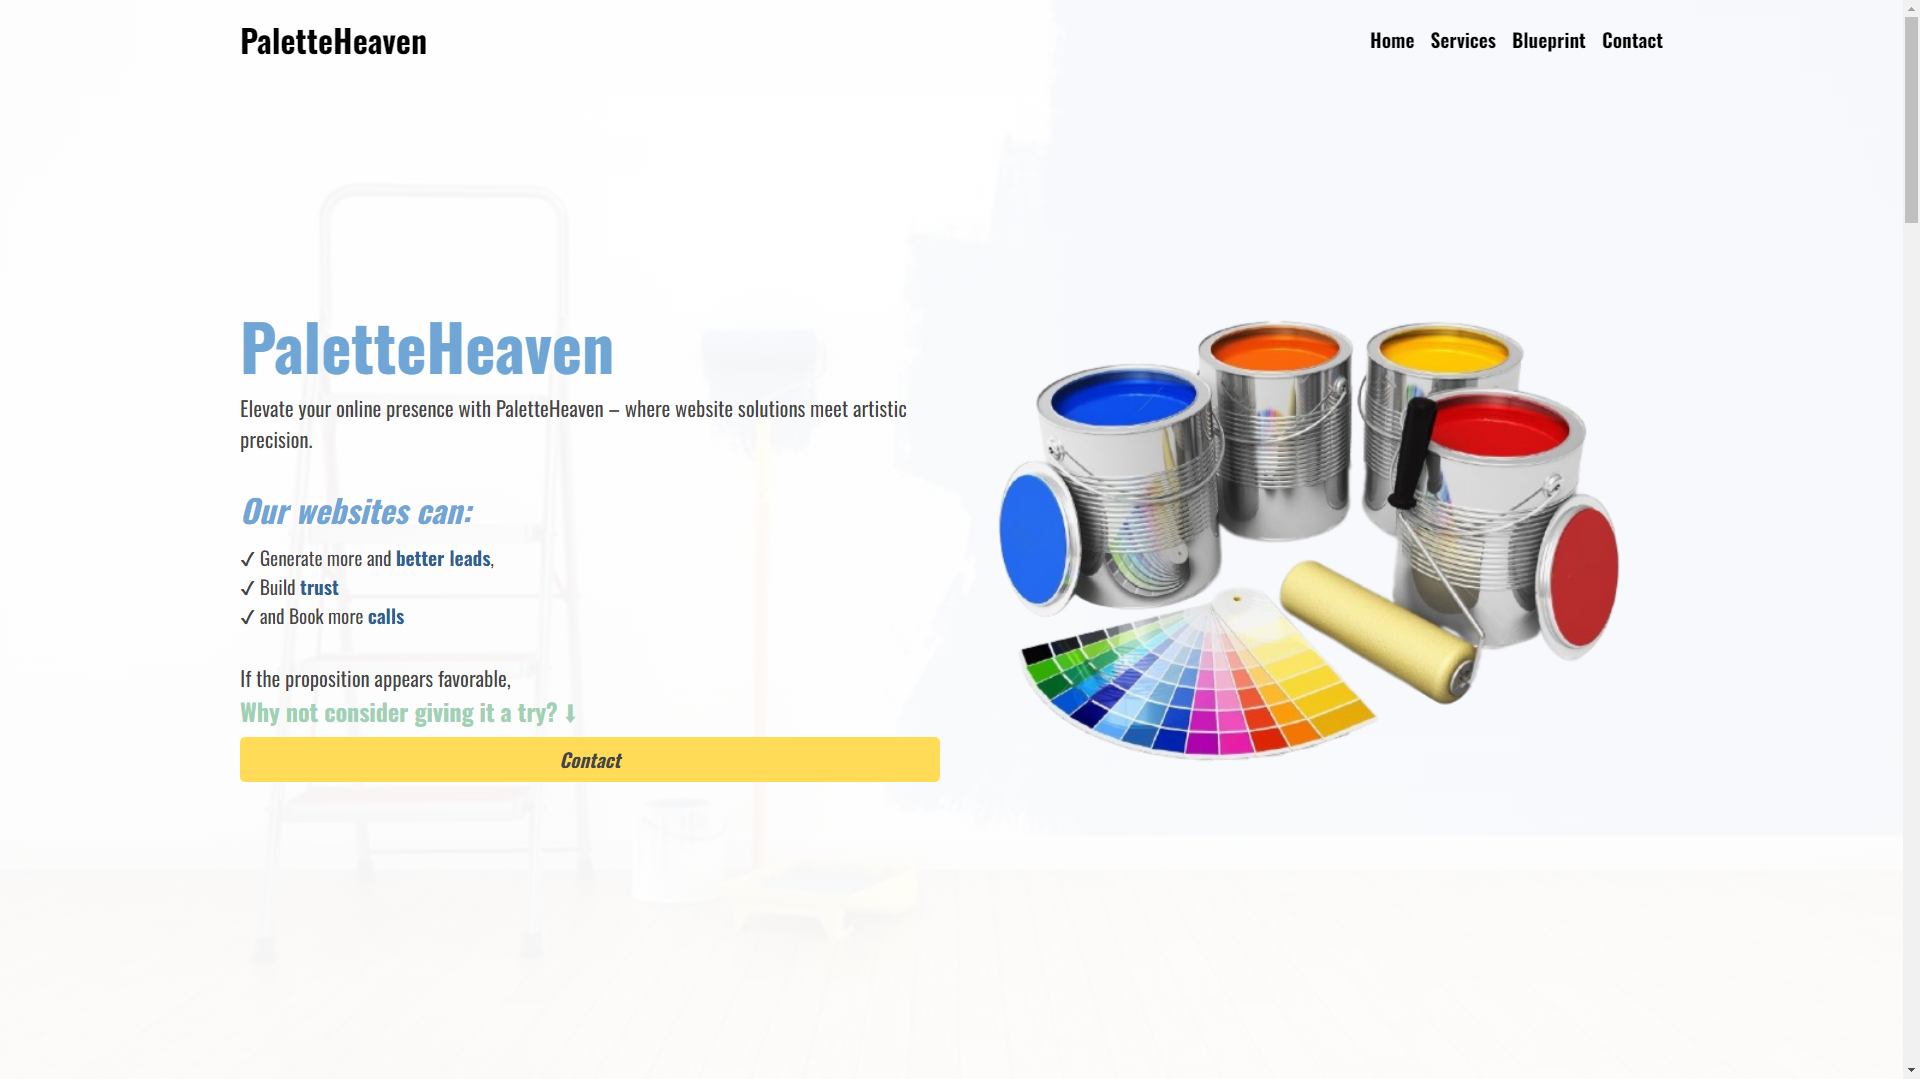 PaletteHeaven
Home Services Blueprint Contact
PaletteHeaven
Elevate your online presence with PaletteHeaven – where website solutions meet artistic
precision.
Our websites can:
✓ Generate more and better leads,
✓ Build trust
✓ and Book more calls
If the proposition appears favorable,
Why not consider giving it a try? ⬇
Contact